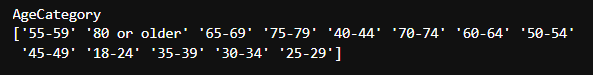 AgeCategory
['55-59' '80 or older' '65-69' '75-79' '40-44' '70-74' '60-64' '50-54'
 '45-49' '18-24' '35-39' '30-34' '25-29']